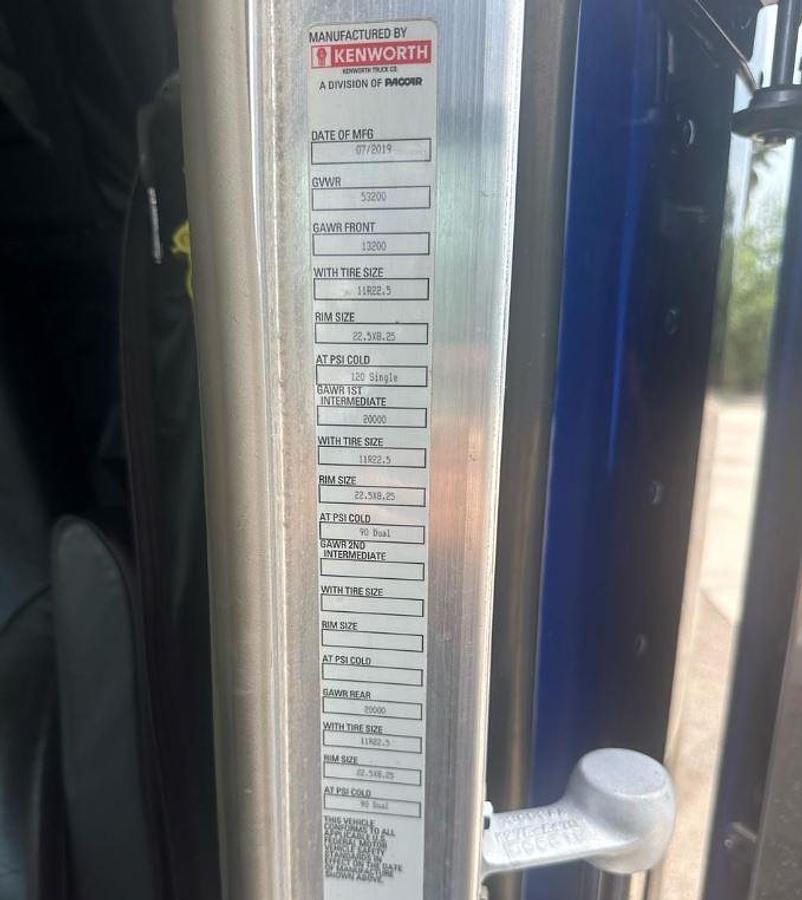 MANUFACTURED BY
KENWORTH
KENWORTH TRUCK CO.
A DIVISION OF PACCAR
DATE OF MFG
07/2019
GVWR
53200
GAWR FRONT
13200
WITH TIRE SIZE
11R22.5
RIM SIZE
22.5X8.25
AT PSI COLD
120 Single
GAWR 1ST
INTERMEDIATE
20000
WITH TIRE SIZE
11R22.5
RIM SIZE
22.5X8.25
AT PSI COLD
90 Dual
GAWR 2ND
INTERMEDIATE
WITH TIRE SIZE
RIM SIZE
AT PSI COLD
GAWR REAR
20000
WITH TIRE SIZE
11R22.5
RIM SIZE
22.5X8.25
AT PSI COLD
90 Dual
THIS VEHICLE
CONFORMS TO ALL
APPLICABLE U.S.
FEDERAL MOTOR
VEHICLE SAFETY
STANDARDS IN
EFFECT ON THE DATE
OF MANUFACTURE
SHOWN ABOVE.